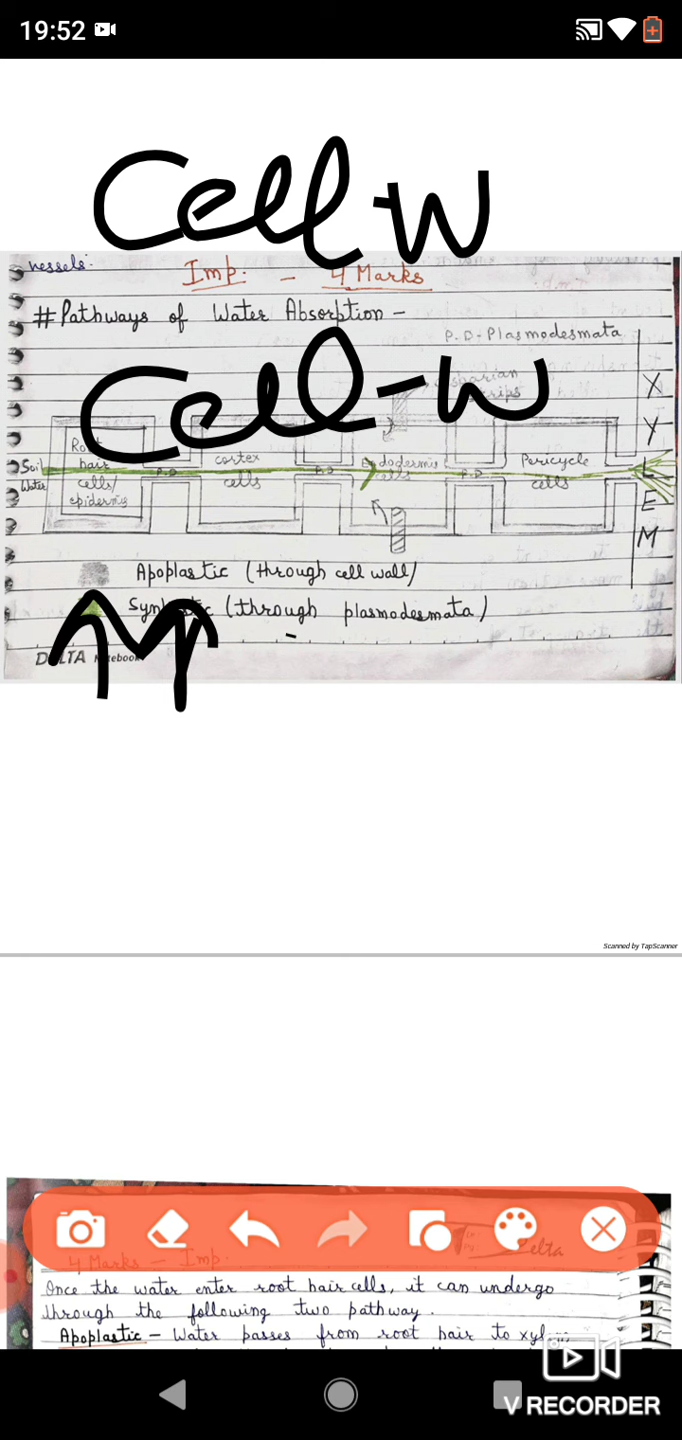 19:52
Cell-W
vessels.
Imp. - 4 Marks
#Pathways of Water Absorption -
P.D-Plasmodesmata
Cell-W
X
Y
L
E
M
Soil
Water
hair
cells/
epidermis
P.D
cortex
cells
P.D
P.D
Pericycle
cells
Apoplastic (through cell wall)
(through plasmodesmata)
Scanned by TapScanner
4 Marks - Imp.
Delta
Once the water enter root hair cells, it can undergo
through the following two pathway.
Apoplastic - Water passes from root hair to
V RECORDER